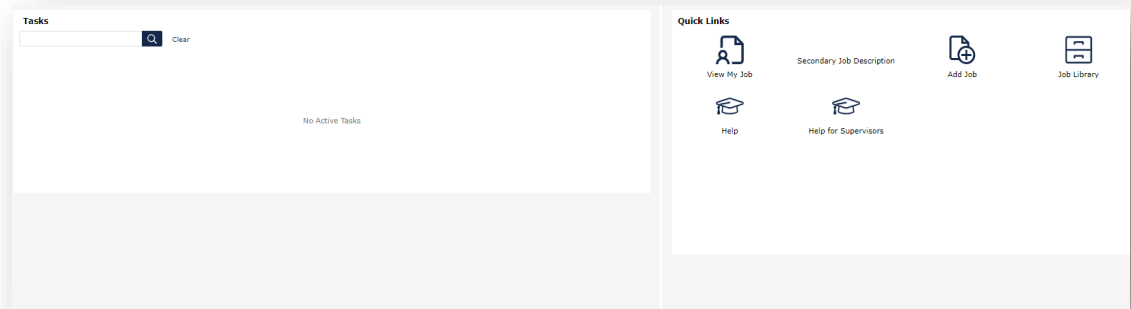 Tasks
Clear
No Active Tasks
Quick Links
View My Job
Secondary Job Description
Add Job
Job Library
Help
Help for Supervisors